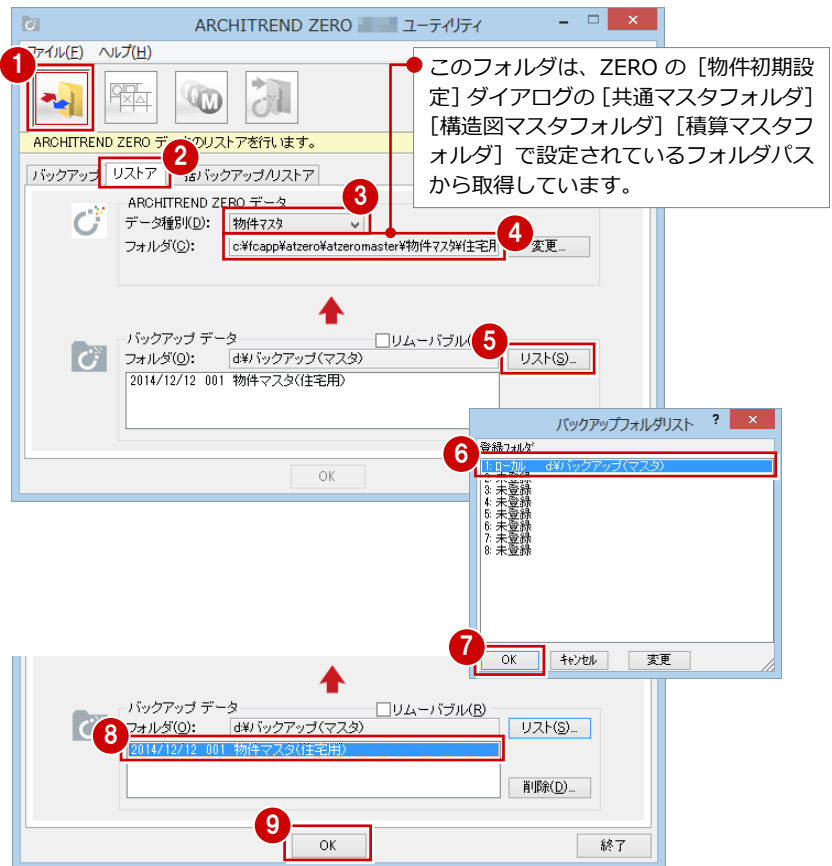 ARCHITREND ZERO ユーティリティ
ファイル(F) ヘルプ(H)
1
このフォルダは、ZERO の［物件初期設
定］ダイアログの［共通マスタフォルダ］
［構造図マスタフォルダ］［積算マスタフ
ォルダ］で設定されているフォルダパス
から取得しています。
ARCHITREND ZERO データのリストアを行います。
2
バックアップ リストア 括バックアップ/リストア
3
ARCHITREND ZERO データ
データ種別(D): 物件マスタ
4
フォルダ(C): c:¥fcapp¥atzero¥atzeromaster¥物件マスタ¥住宅用 変更...
バックアップ データ リムーバブル(
5
フォルダ(O): d¥バックアップ(マスタ) リスト(S)...
2014/12/12 001 物件マスタ(住宅用)
OK
バックアップフォルダリスト ?
6
登録フォルダ
1: ローカル d¥バックアップ(マスタ)
2: 未登録
3: 未登録
4: 未登録
5: 未登録
6: 未登録
7: 未登録
8: 未登録
7
OK キャンセル 変更
バックアップ データ リムーバブル(R)
8
フォルダ(O): d¥バックアップ(マスタ) リスト(S)...
2014/12/12 001 物件マスタ(住宅用)
削除(D)...
9
OK 終了